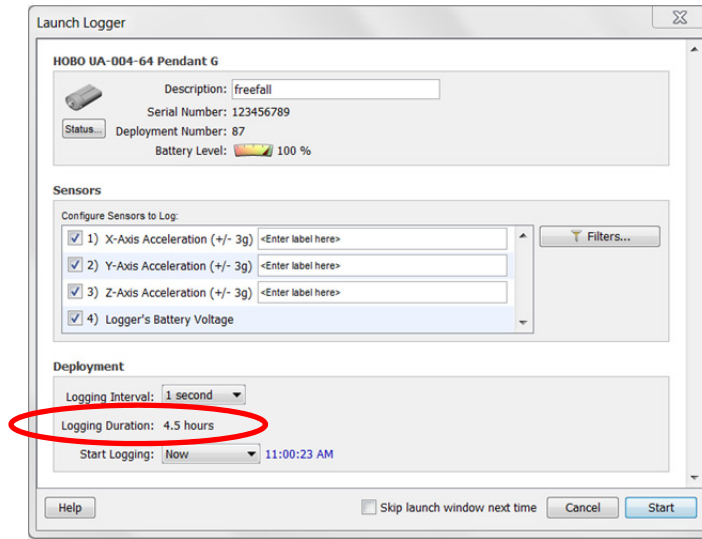 Launch Logger
HOBO UA-004-64 Pendant G
Description: freefall
Serial Number: 123456789
Status... Deployment Number: 87
Battery Level: 100 %
Sensors
Configure Sensors to Log:
1) X-Axis Acceleration (+/- 3g) <Enter label here>
Filters...
2) Y-Axis Acceleration (+/- 3g) <Enter label here>
3) Z-Axis Acceleration (+/- 3g) <Enter label here>
4) Logger's Battery Voltage
Deployment
Logging Interval: 1 second
Logging Duration: 4.5 hours
Start Logging: Now 11:00:23 AM
Help Skip launch window next time Cancel Start